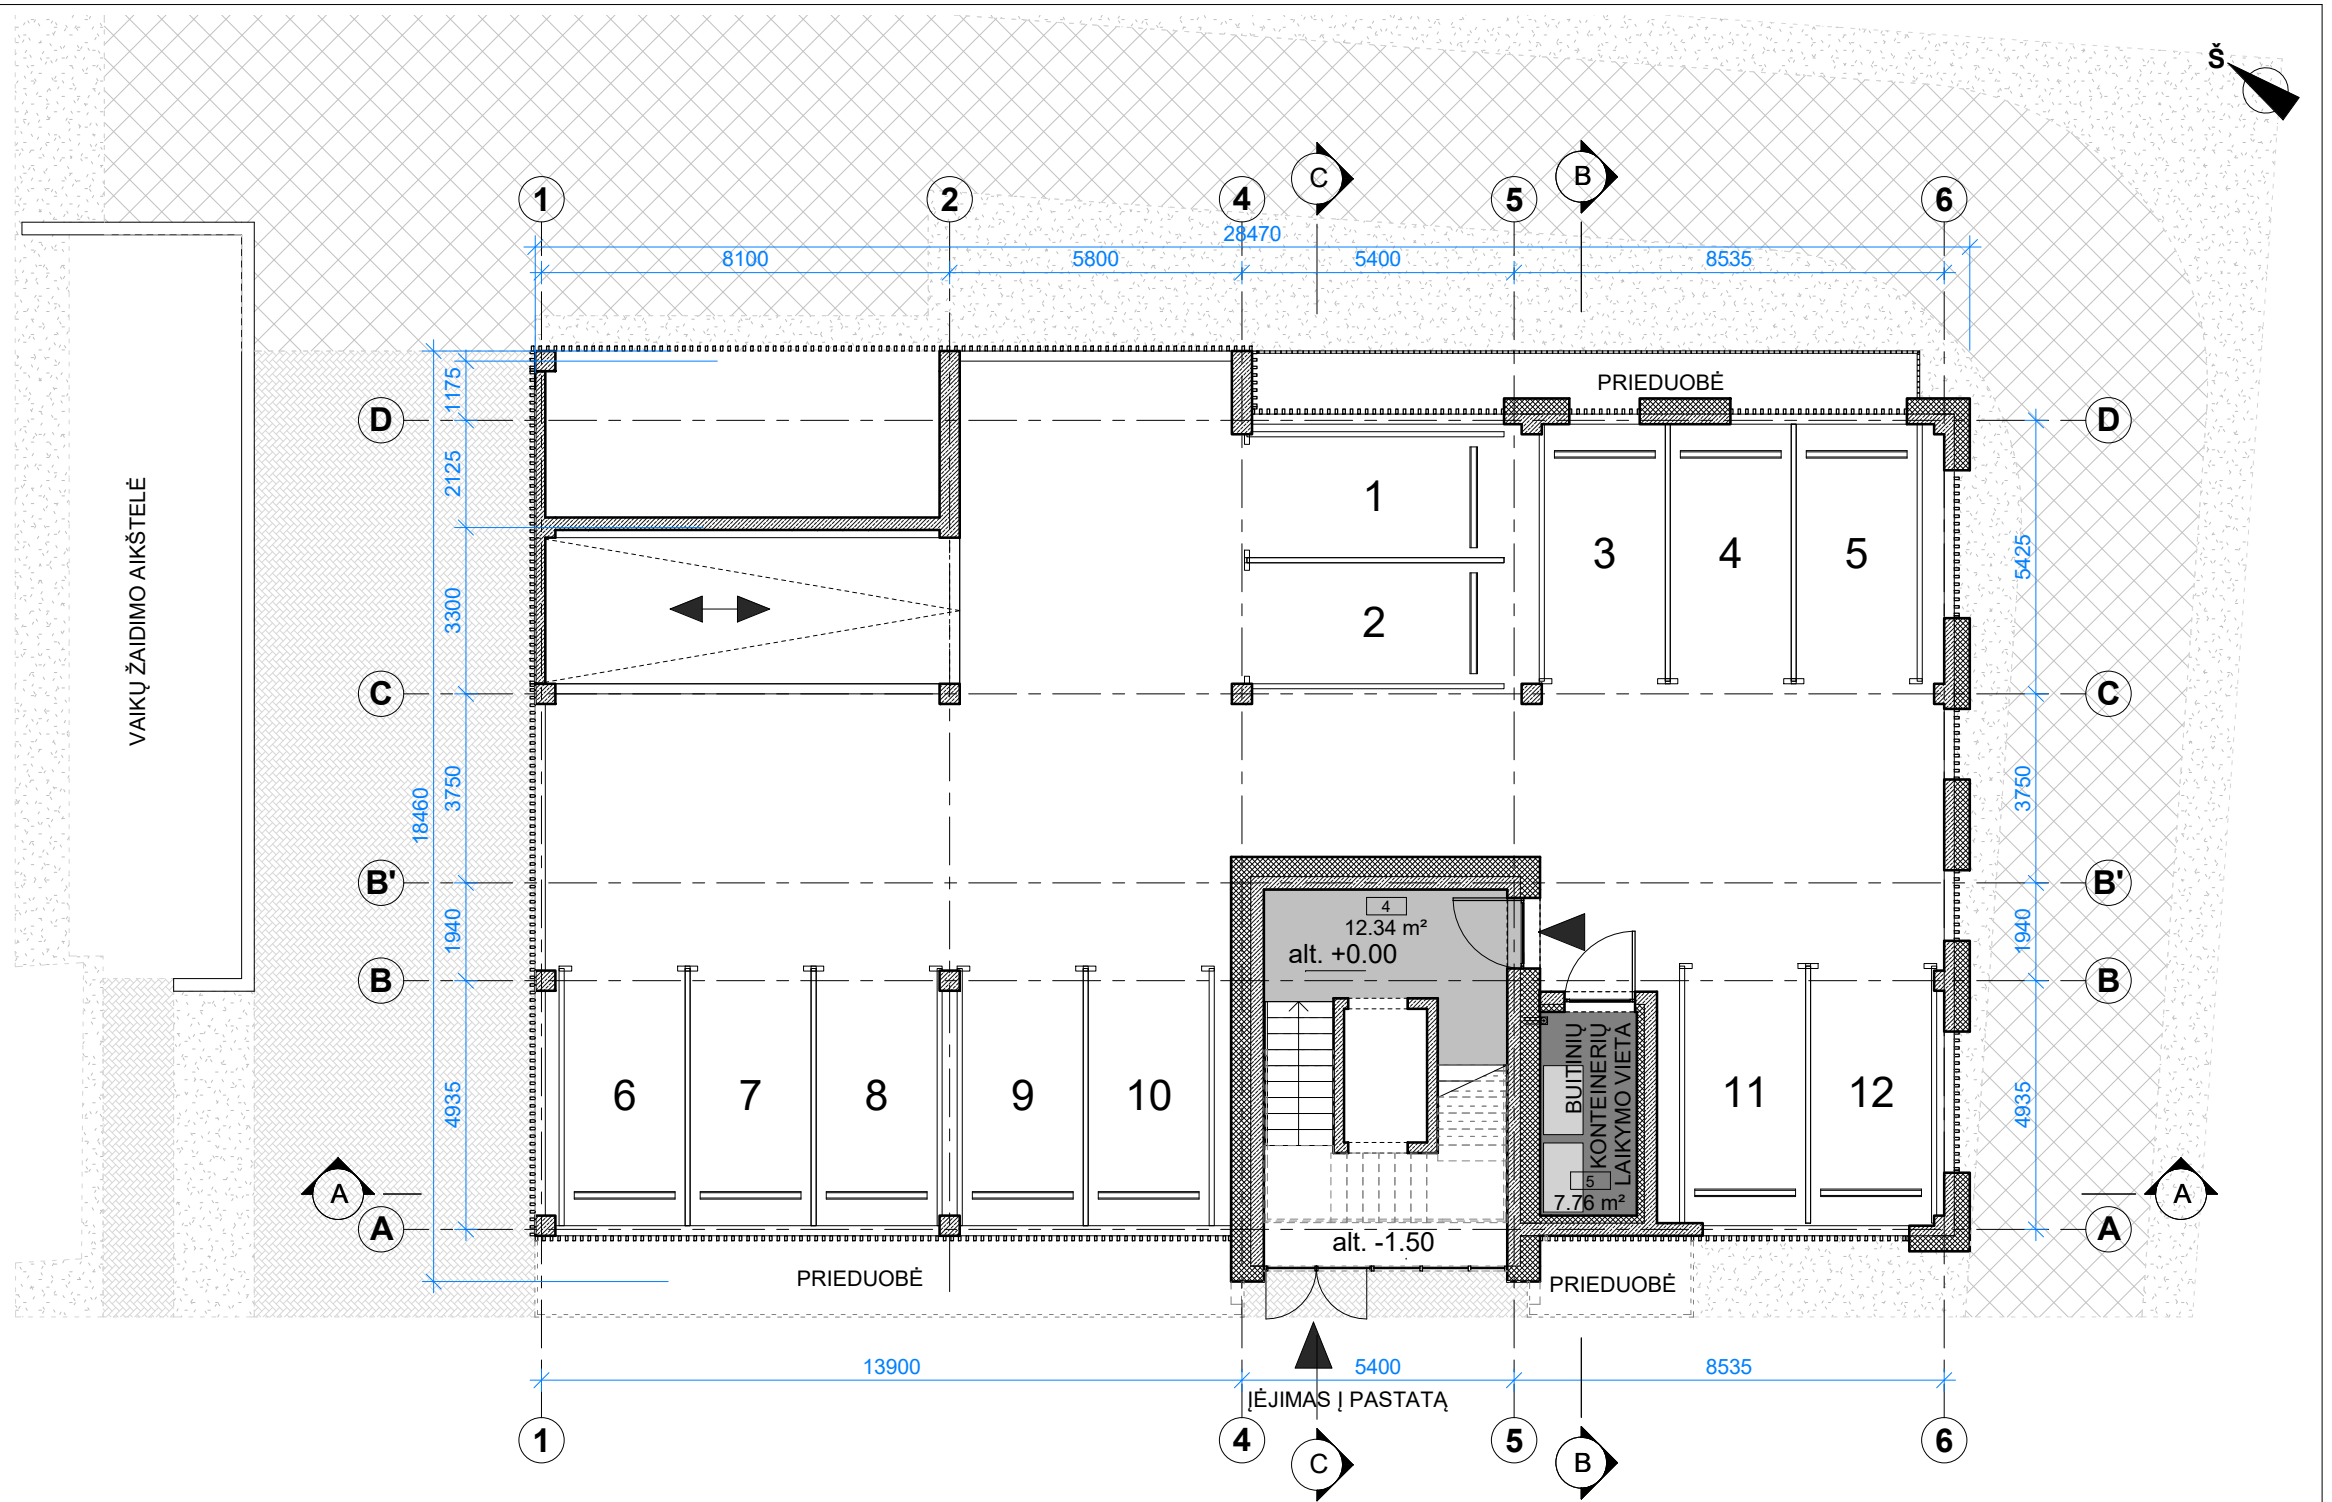 Š
C
B
1
2
4
5
6
28470
8100
5800
5400
8535
PRIEDUOBĖ
1175
D
D
2125
1
3
4
5
5425
VAIKŲ ŽAIDIMO AIKŠTELĖ
3300
2
C
C
3750
18460
3750
B'
B'
4
12.34 m²
alt. +0.00
1940
1940
B
B
BUITINIŲ
KONTEINERIŲ
LAIKYMO VIETA
6
7
8
9
10
11
12
4935
4935
5
7.76 m²
A
A
A
A
alt. -1.50
PRIEDUOBĖ
PRIEDUOBĖ
13900
5400
8535
ĮĖJIMAS Į PASTATĄ
1
4
5
6
C
B